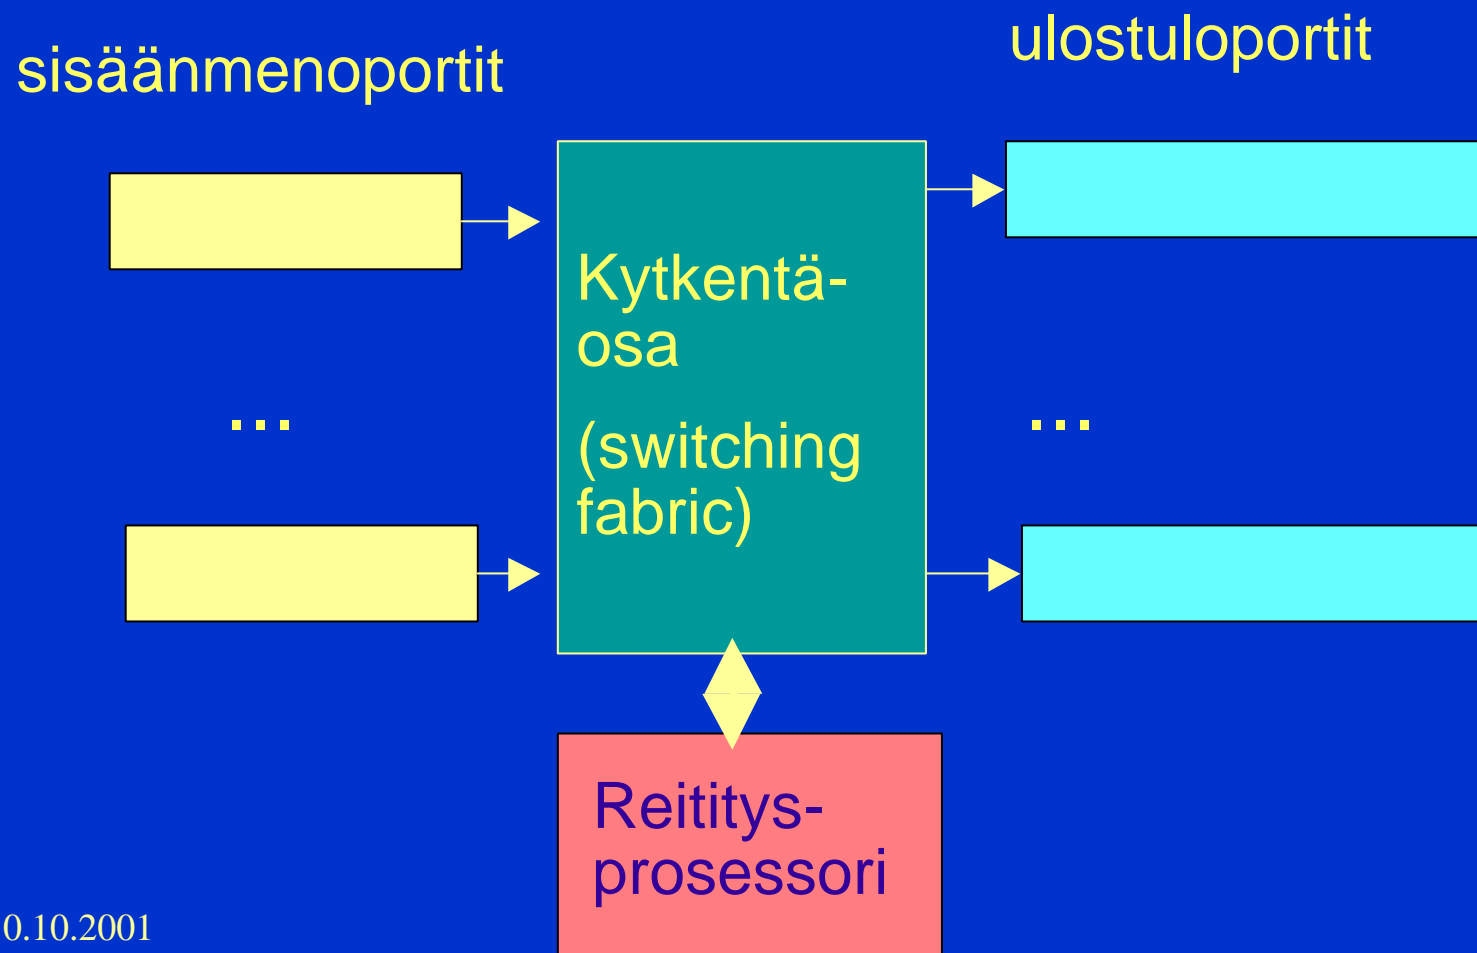 sisäänmenoportit
ulostuloportit
Kytkentä-
osa
(switching
fabric)
...
...
Reititys-
prosessori
0.10.2001